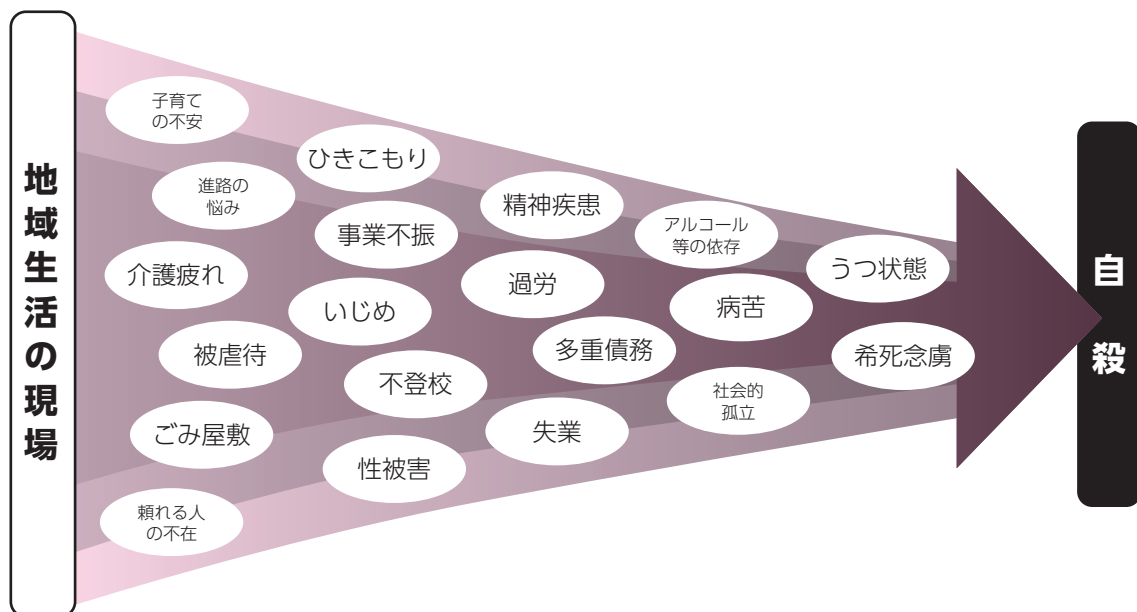 地域生活の現場
子育て
の不安
進路の
悩み
介護疲れ
被虐待
ごみ屋敷
頼れる人
の不在
ひきこもり
事業不振
いじめ
不登校
性被害
精神疾患
過労
多重債務
失業
アルコール
等の依存
病苦
社会的
孤立
うつ状態
希死念慮
自殺